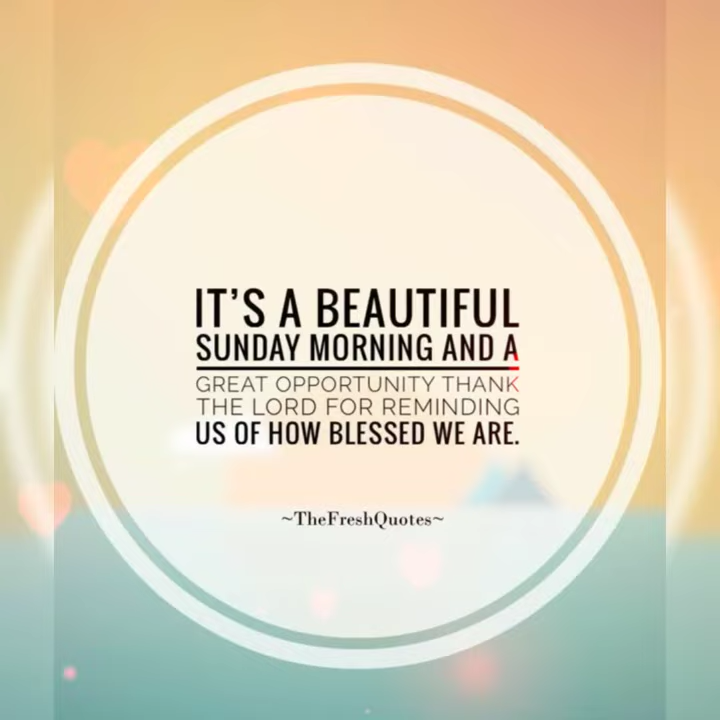 IT'S A BEAUTIFUL
SUNDAY MORNING AND A
GREAT OPPORTUNITY THANK
THE LORD FOR REMINDING
US OF HOW BLESSED WE ARE.
~TheFreshQuotes~